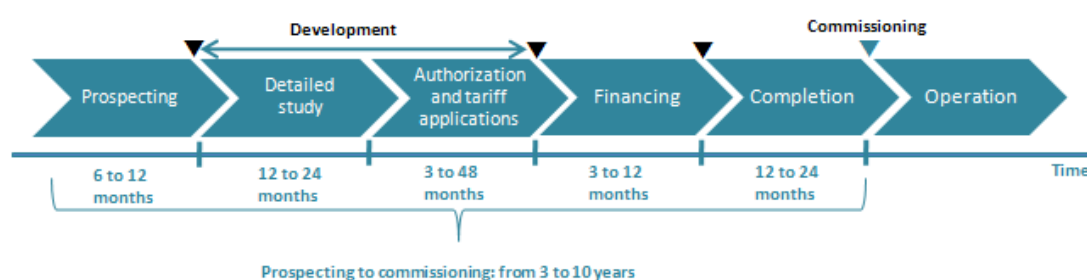 Development
Commissioning
Prospecting
Detailed
study
Authorization
and tariff
applications
Financing
Completion
Operation
Time
6 to 12
months
12 to 24
months
3 to 48
months
3 to 12
months
12 to 24
months
Prospecting to commissioning: from 3 to 10 years